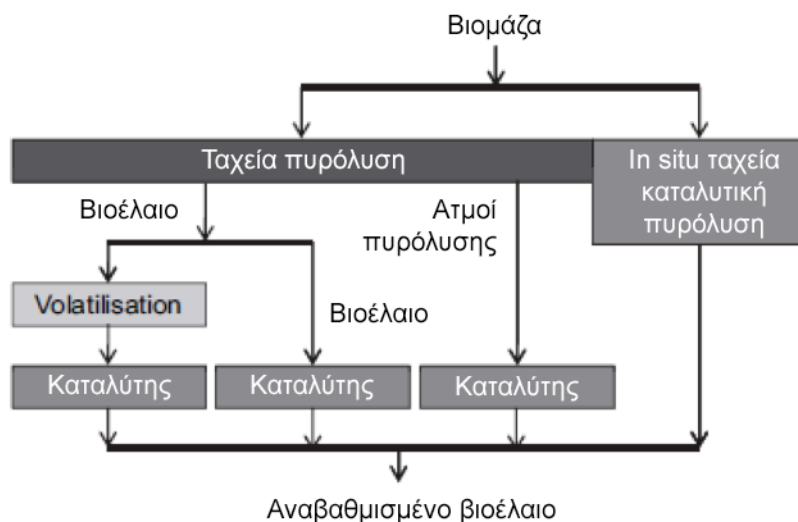 Βιομάζα
Ταχεία πυρόλυση
In situ ταχεία
καταλυτική
πυρόλυση
Βιοέλαιο
Ατμοί
πυρόλυσης
Volatilisation
Βιοέλαιο
Καταλύτης
Καταλύτης
Καταλύτης
Αναβαθμισμένο βιοέλαιο